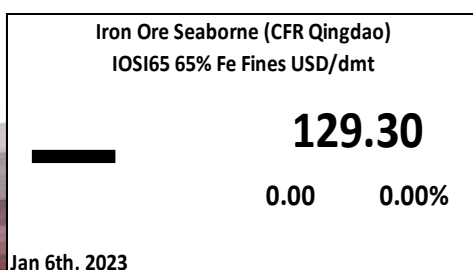 Iron Ore Seaborne (CFR Qingdao)
IOSI65 65% Fe Fines USD/dmt
129.30
0.00 0.00%
Jan 6th, 2023